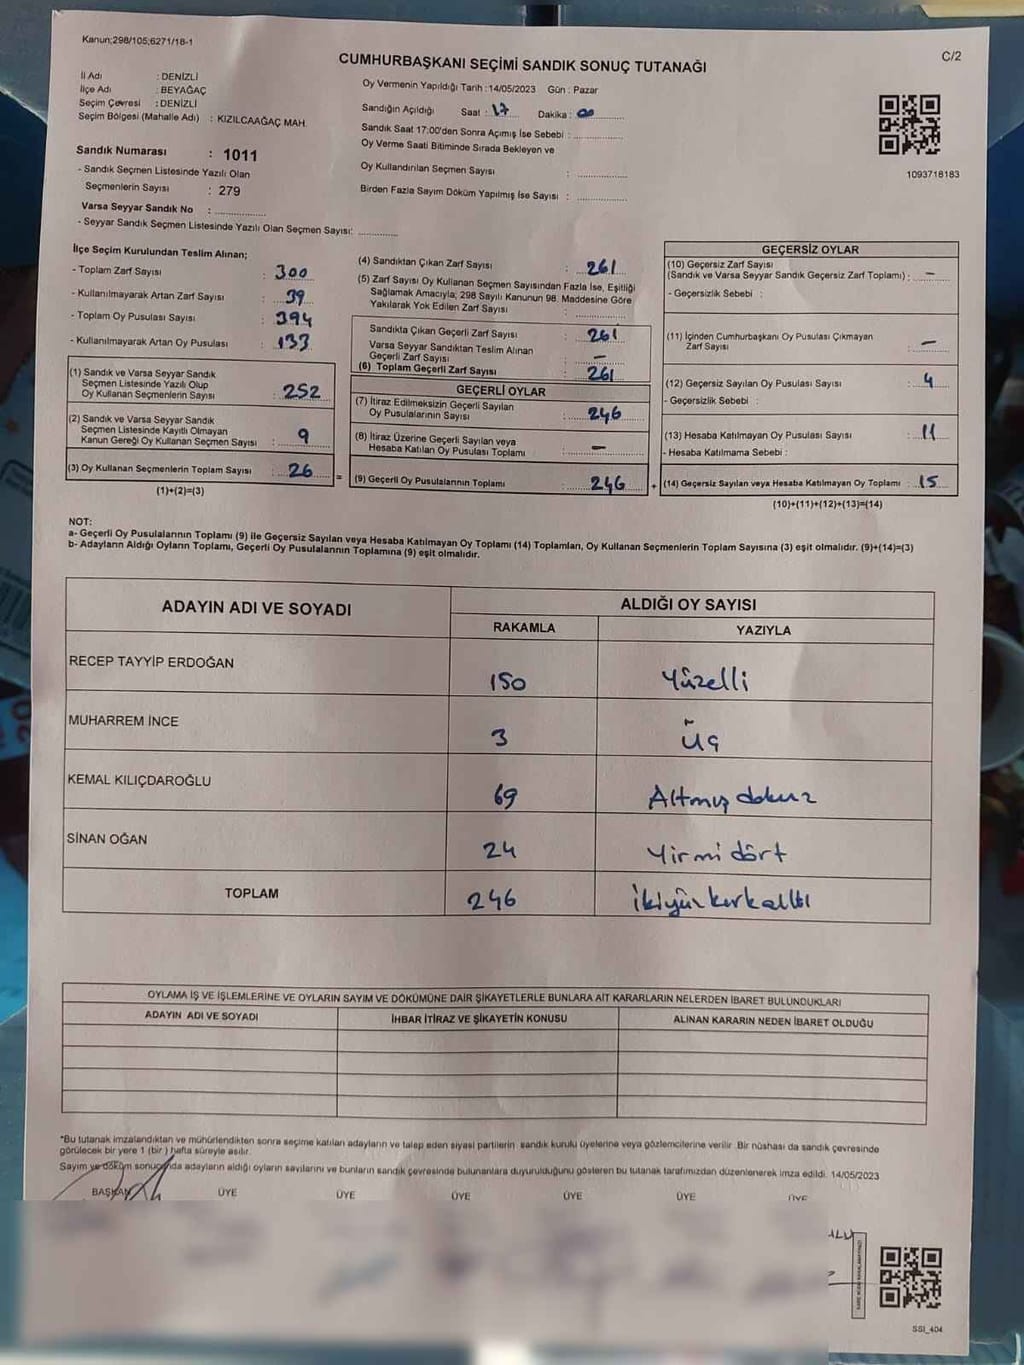 Kanun;298/105;6271/18-1
C/2
CUMHURBAŞKANI SEÇİMİ SANDIK SONUÇ TUTANAĞI
İl Adı : DENİZLİ
İlçe Adı : BEYAĞAÇ
Seçim Çevresi : DENİZLİ
Seçim Bölgesi (Mahalle Adı) : KIZILCAAĞAÇ MAH.
Sandık Numarası : 1011
- Sandık Seçmen Listesinde Yazılı Olan
Seçmenlerin Sayısı : 279
Varsa Seyyar Sandık No :
- Seyyar Sandık Seçmen Listesinde Yazılı Olan Seçmen Sayısı:
Oy Vermenin Yapıldığı Tarih :14/05/2023 Gün : Pazar
Sandığın Açıldığı Saat : 17 Dakika : 00
Sandık Saat 17:00'den Sonra Açılmış İse Sebebi :
Oy Verme Saati Bitiminde Sırada Bekleyen ve
Oy Kullandırılan Seçmen Sayısı :
Birden Fazla Sayım Döküm Yapılmış İse Sayısı :
1093718183
İlçe Seçim Kurulundan Teslim Alınan;
- Toplam Zarf Sayısı : 300
- Kullanılmayarak Artan Zarf Sayısı : 39
- Toplam Oy Pusulası Sayısı : 394
- Kullanılmayarak Artan Oy Pusulası : 133
(1) Sandık ve Varsa Seyyar Sandık
Seçmen Listesinde Yazılı Olup
Oy Kullanan Seçmenlerin Sayısı : 252
(2) Sandık ve Varsa Seyyar Sandık
Seçmen Listesinde Kayıtlı Olmayan
Kanun Gereği Oy Kullanan Seçmen Sayısı : 9
(3) Oy Kullanan Seçmenlerin Toplam Sayısı : 26 =
(1)+(2)=(3)
(4) Sandıktan Çıkan Zarf Sayısı : 261
(5) Zarf Sayısı Oy Kullanan Seçmen Sayısından Fazla İse, Eşitliği
Sağlamak Amacıyla; 298 Sayılı Kanunun 98. Maddesine Göre
Yakılarak Yok Edilen Zarf Sayısı :
Sandıkta Çıkan Geçerli Zarf Sayısı : 261
Varsa Seyyar Sandıktan Teslim Alınan
Geçerli Zarf Sayısı : –
(6) Toplam Geçerli Zarf Sayısı : 261
GEÇERLİ OYLAR
(7) İtiraz Edilmeksizin Geçerli Sayılan
Oy Pusulalarının Sayısı : 246
(8) İtiraz Üzerine Geçerli Sayılan veya
Hesaba Katılan Oy Pusulası Toplamı : –
(9) Geçerli Oy Pusulalarının Toplamı : 246 +
GEÇERSİZ OYLAR
(10) Geçersiz Zarf Sayısı
(Sandık ve Varsa Seyyar Sandık Geçersiz Zarf Toplamı) : –
- Geçersizlik Sebebi :
(11) İçinden Cumhurbaşkanı Oy Pusulası Çıkmayan
Zarf Sayısı : –
(12) Geçersiz Sayılan Oy Pusulası Sayısı : 4
- Geçersizlik Sebebi :
(13) Hesaba Katılmayan Oy Pusulası Sayısı : 11
- Hesaba Katılmama Sebebi :
(14) Geçersiz Sayılan veya Hesaba Katılmayan Oy Toplamı : 15
(10)+(11)+(12)+(13)=(14)
NOT:
a- Geçerli Oy Pusulalarının Toplamı (9) ile Geçersiz Sayılan veya Hesaba Katılmayan Oy Toplamı (14) Toplamları, Oy Kullanan Seçmenlerin Toplam Sayısına (3) eşit olmalıdır. (9)+(14)=(3)
b- Adayların Aldığı Oyların Toplamı, Geçerli Oy Pusulalarının Toplamına (9) eşit olmalıdır.
ADAYIN ADI VE SOYADI ALDIĞI OY SAYISI
RAKAMLA YAZIYLA
RECEP TAYYİP ERDOĞAN 150 Yüzelli
MUHARREM İNCE 3 Üç
KEMAL KILIÇDAROĞLU 69 Altmış dokuz
SİNAN OĞAN 24 Yirmi dört
TOPLAM 246 ikiyüzkırkaltı
OYLAMA İŞ VE İŞLEMLERİNE VE OYLARIN SAYIM VE DÖKÜMÜNE DAİR ŞİKAYETLERLE BUNLARA AİT KARARLARIN NELERDEN İBARET BULUNDUKLARI
ADAYIN ADI VE SOYADI İHBAR İTİRAZ VE ŞİKAYETİN KONUSU ALINAN KARARIN NEDEN İBARET OLDUĞU
*Bu tutanak imzalandıktan ve mühürlendikten sonra seçime katılan adayların ve talep eden siyasi partilerin sandık kurulu üyelerine veya gözlemcilerine verilir .Bir nüshası da sandık çevresinde
görülecek bir yere 1 (bir ) hafta süreyle asılır.
Sayım ve döküm sonucunda adayların aldığı oyların sayılarını ve bunların sandık çevresinde bulunanlara duyurulduğunu gösteren bu tutanak tarafımızdan düzenlenerek imza edildi. 14/05/2023
BAŞKAN ÜYE ÜYE ÜYE ÜYE ÜYE ÜYE
SSI_404